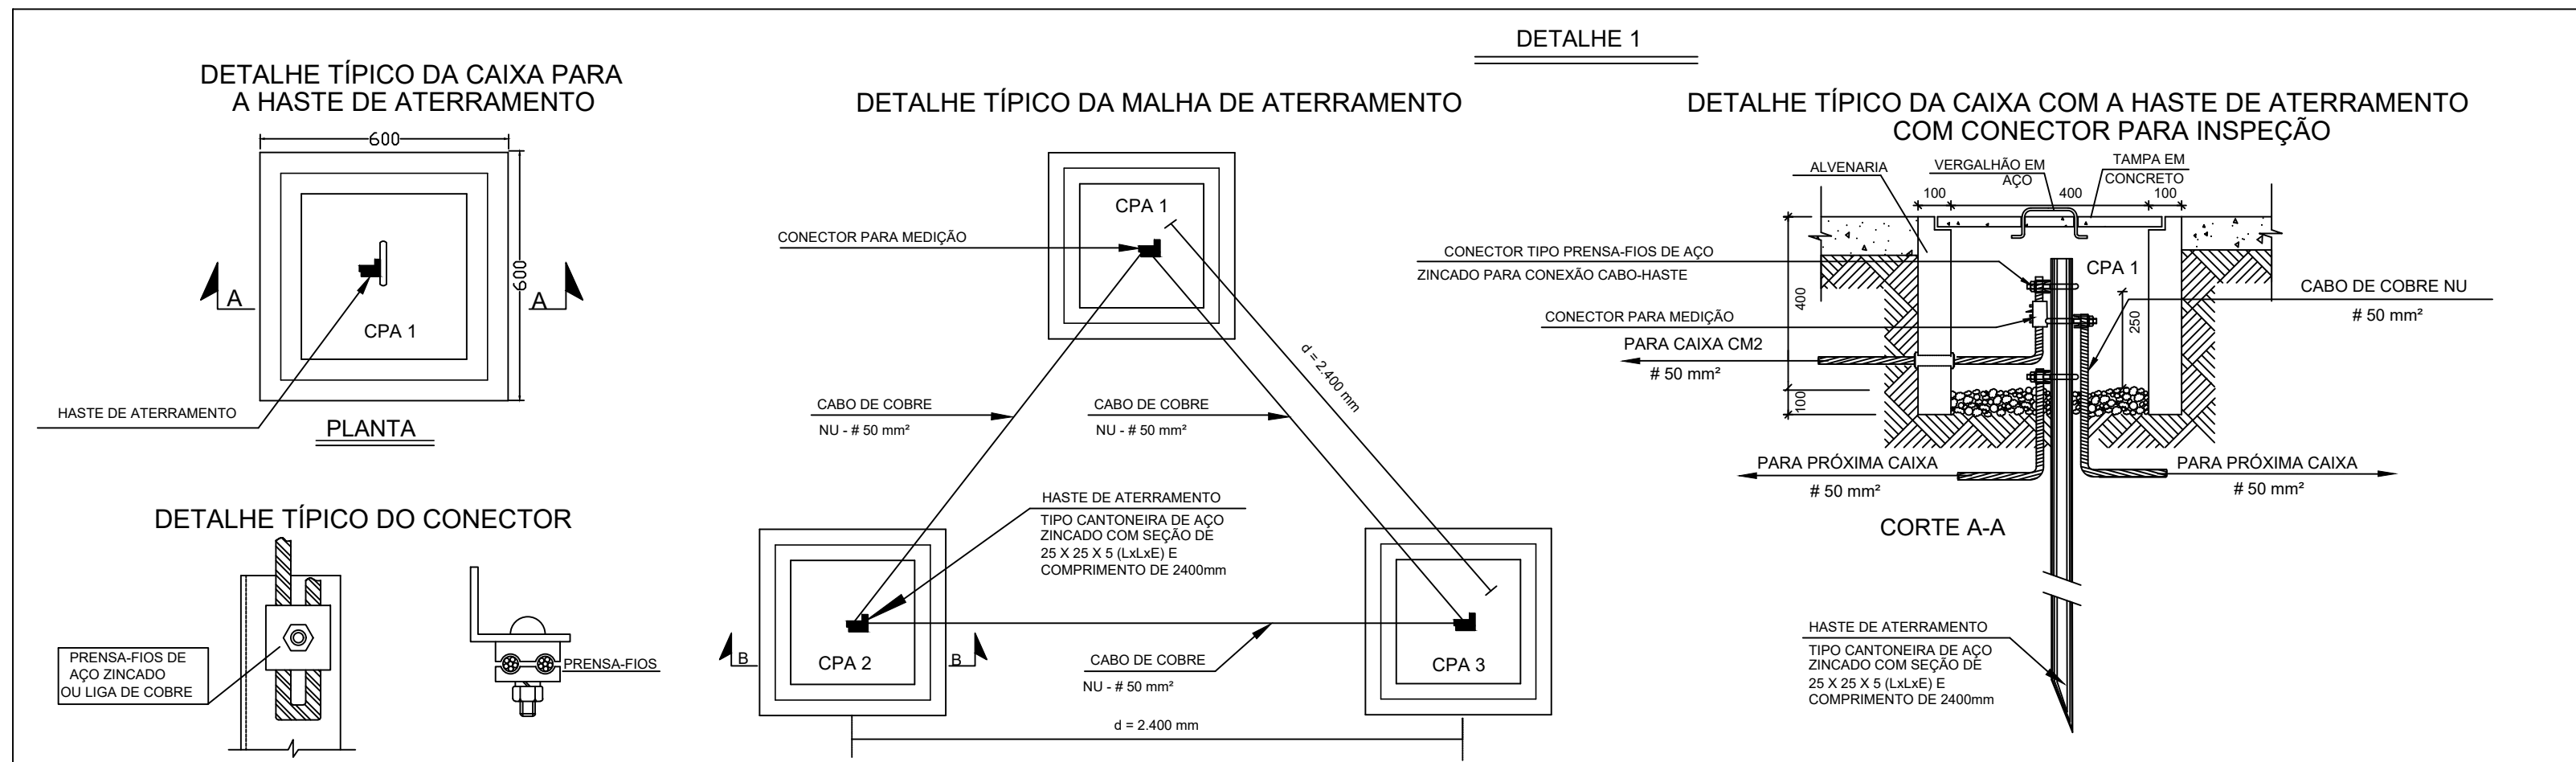 DETALHE 1
DETALHE TÍPICO DA CAIXA PARA
A HASTE DE ATERRAMENTO
600
600
A
A
CPA 1
HASTE DE ATERRAMENTO
PLANTA
DETALHE TÍPICO DO CONECTOR
PRENSA-FIOS DE
AÇO ZINCADO
OU LIGA DE COBRE
PRENSA-FIOS
DETALHE TÍPICO DA MALHA DE ATERRAMENTO
CPA 1
CONECTOR PARA MEDIÇÃO
d = 2.400 mm
CABO DE COBRE
NU - # 50 mm²
CABO DE COBRE
NU - # 50 mm²
HASTE DE ATERRAMENTO
TIPO CANTONEIRA DE AÇO
ZINCADO COM SEÇÃO DE
25 X 25 X 5 (LxLxE) E
COMPRIMENTO DE 2400mm
B
B
CPA 2
CABO DE COBRE
NU - # 50 mm²
CPA 3
d = 2.400 mm
DETALHE TÍPICO DA CAIXA COM A HASTE DE ATERRAMENTO
COM CONECTOR PARA INSPEÇÃO
ALVENARIA
VERGALHÃO EM
AÇO
TAMPA EM
CONCRETO
100
400
100
CONECTOR TIPO PRENSA-FIOS DE AÇO
ZINCADO PARA CONEXÃO CABO-HASTE
CPA 1
CABO DE COBRE NU
# 50 mm²
400
250
CONECTOR PARA MEDIÇÃO
PARA CAIXA CM2
# 50 mm²
100
PARA PRÓXIMA CAIXA
# 50 mm²
PARA PRÓXIMA CAIXA
# 50 mm²
CORTE A-A
HASTE DE ATERRAMENTO
TIPO CANTONEIRA DE AÇO
ZINCADO COM SEÇÃO DE
25 X 25 X 5 (LxLxE) E
COMPRIMENTO DE 2400mm